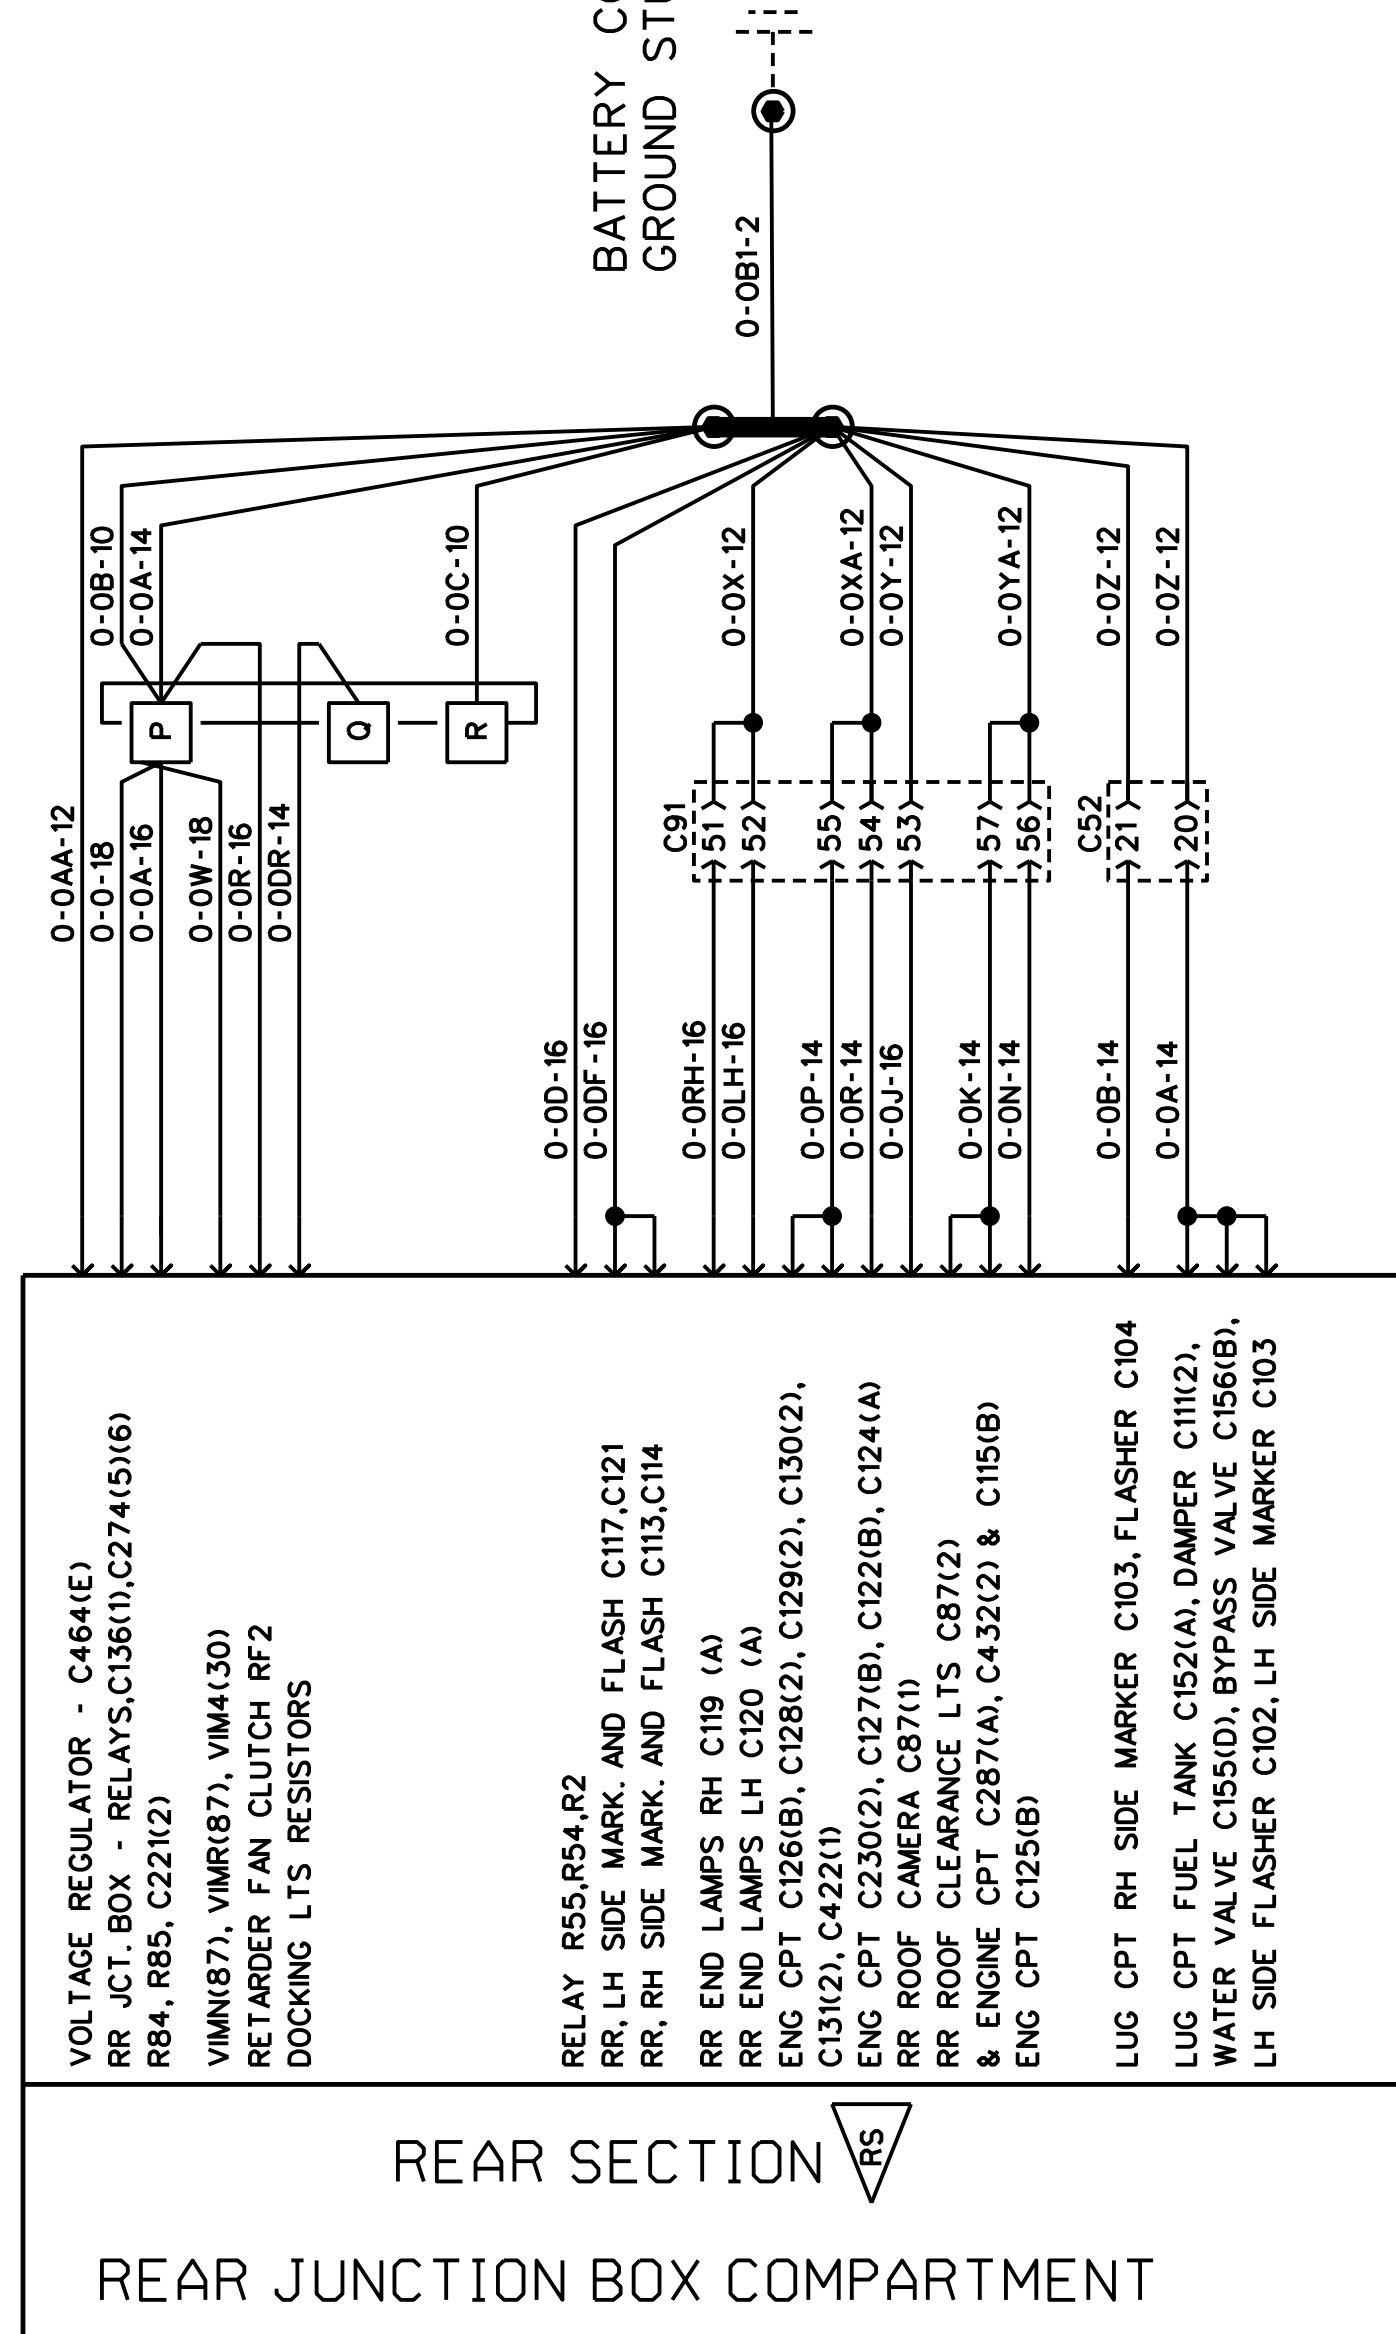 BATTERY
GROUND
0-0B1-2
0-0B-10
0-0A-14
0-0C-10
0-0X-12
0-0XA-12
0-0Y-12
0-0YA-12
0-0Z-12
0-0Z-12
P
Q
R
C91
51
52
55
54
53
57
56
C52
21
20
0-0AA-12
0-0-18
0-0A-16
0-0W-18
0-0R-16
0-0DR-14
0-0D-16
0-0DF-16
0-0RH-16
0-0LH-16
0-0P-14
0-0R-14
0-0J-16
0-0K-14
0-0N-14
0-0B-14
0-0A-14
VOLTAGE REGULATOR - C464(E)
RR JCT. BOX - RELAYS,C136(1),C274(5)(6)
R84, R85, C221(2)
VIMN(87), VIMR(87), VIM4(30)
RETARDER FAN CLUTCH RF2
DOCKING LTS RESISTORS
RELAY R55,R54,R2
RR, LH SIDE MARK. AND FLASH C117,C121
RR, RH SIDE MARK. AND FLASH C113,C114
RR END LAMPS RH C119 (A)
RR END LAMPS LH C120 (A)
ENG CPT C126(B), C128(2), C129(2), C130(2),
C131(2), C422(1)
ENG CPT C230(2), C127(B), C122(B), C124(A)
RR ROOF CAMERA C87(1)
RR ROOF CLEARANCE LTS C87(2)
& ENGINE CPT C287(A), C432(2) & C115(B)
ENG CPT C125(B)
LUG CPT RH SIDE MARKER C103, FLASHER C104
LUG CPT FUEL TANK C152(A), DAMPER C111(2),
WATER VALVE C155(D), BYPASS VALVE C156(B),
LH SIDE FLASHER C102, LH SIDE MARKER C103
REAR SECTION
RS
REAR JUNCTION BOX COMPARTMENT